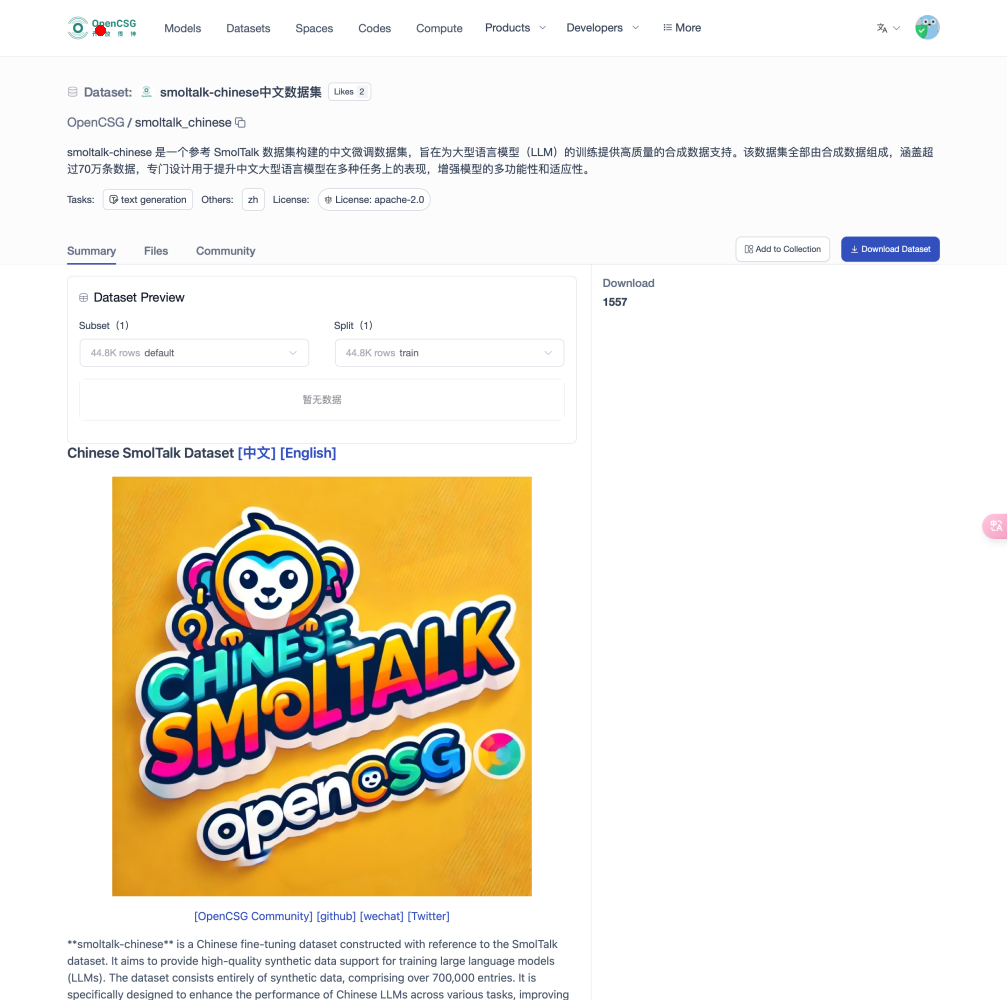 OpenCSG
传 神
Models
Datasets
Spaces
Codes
Compute
Products
Developers
More
Dataset:
smoltalk-chinese中文数据集
Likes 2
OpenCSG / smoltalk_chinese
smoltalk-chinese 是一个参考 SmolTalk 数据集构建的中文微调数据集，旨在为大型语言模型（LLM）的训练提供高质量的合成数据支持。该数据集全部由合成数据组成，涵盖超
过70万条数据，专门设计用于提升中文大型语言模型在多种任务上的表现，增强模型的多功能性和适应性。
Tasks: text generation Others: zh License: License: apache-2.0
Summary
Files
Community
Add to Collection
Download Dataset
Dataset Preview
Subset（1）
Split（1）
44.8K rows default
44.8K rows train
暂无数据
Download
1557
Chinese SmolTalk Dataset [中文] [English]
CHINESE
SMOLTALK
openCSG
[OpenCSG Community] [github] [wechat] [Twitter]
**smoltalk-chinese** is a Chinese fine-tuning dataset constructed with reference to the SmolTalk
dataset. It aims to provide high-quality synthetic data support for training large language models
(LLMs). The dataset consists entirely of synthetic data, comprising over 700,000 entries. It is
specifically designed to enhance the performance of Chinese LLMs across various tasks, improving